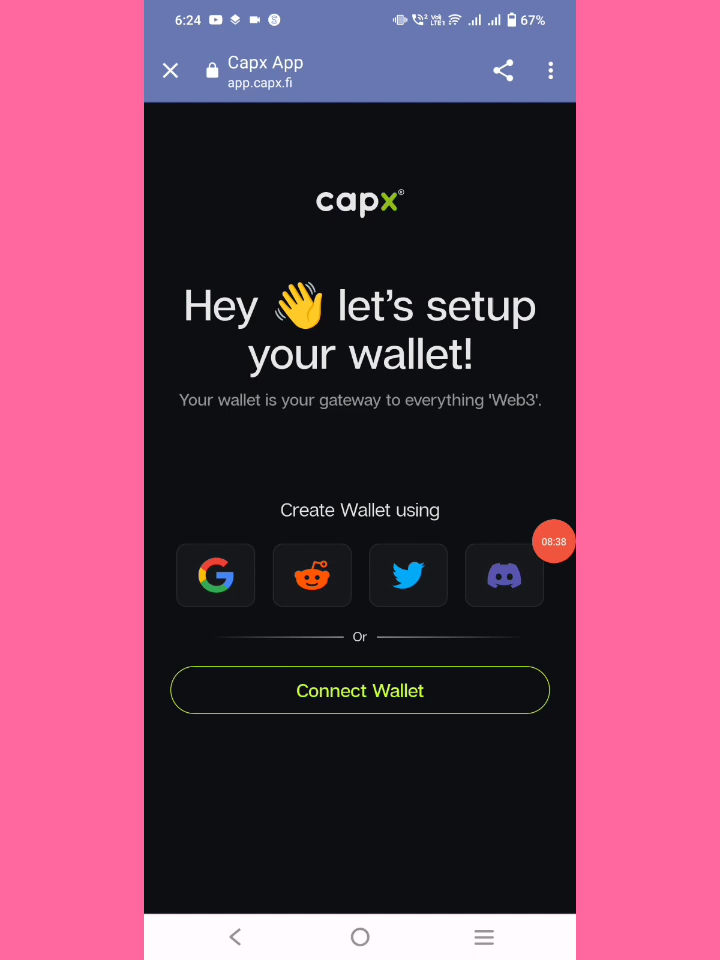 6:24
67%
Capx App
app.capx.fi
capx
Hey 👋 let's setup
your wallet!
Your wallet is your gateway to everything 'Web3'.
Create Wallet using
08:38
Or
Connect Wallet